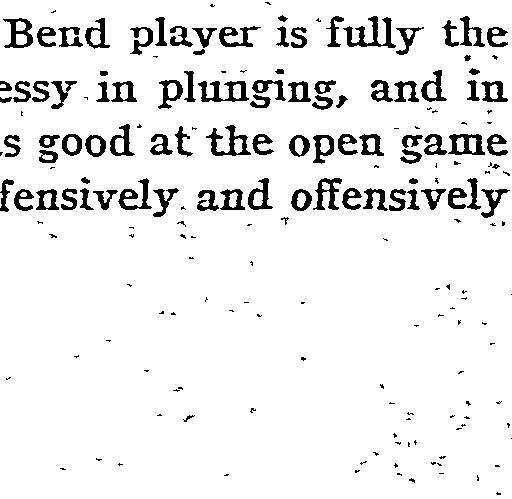 Bend player is fully the
essy in plunging, and in
s good at the open game
fensively and offensively